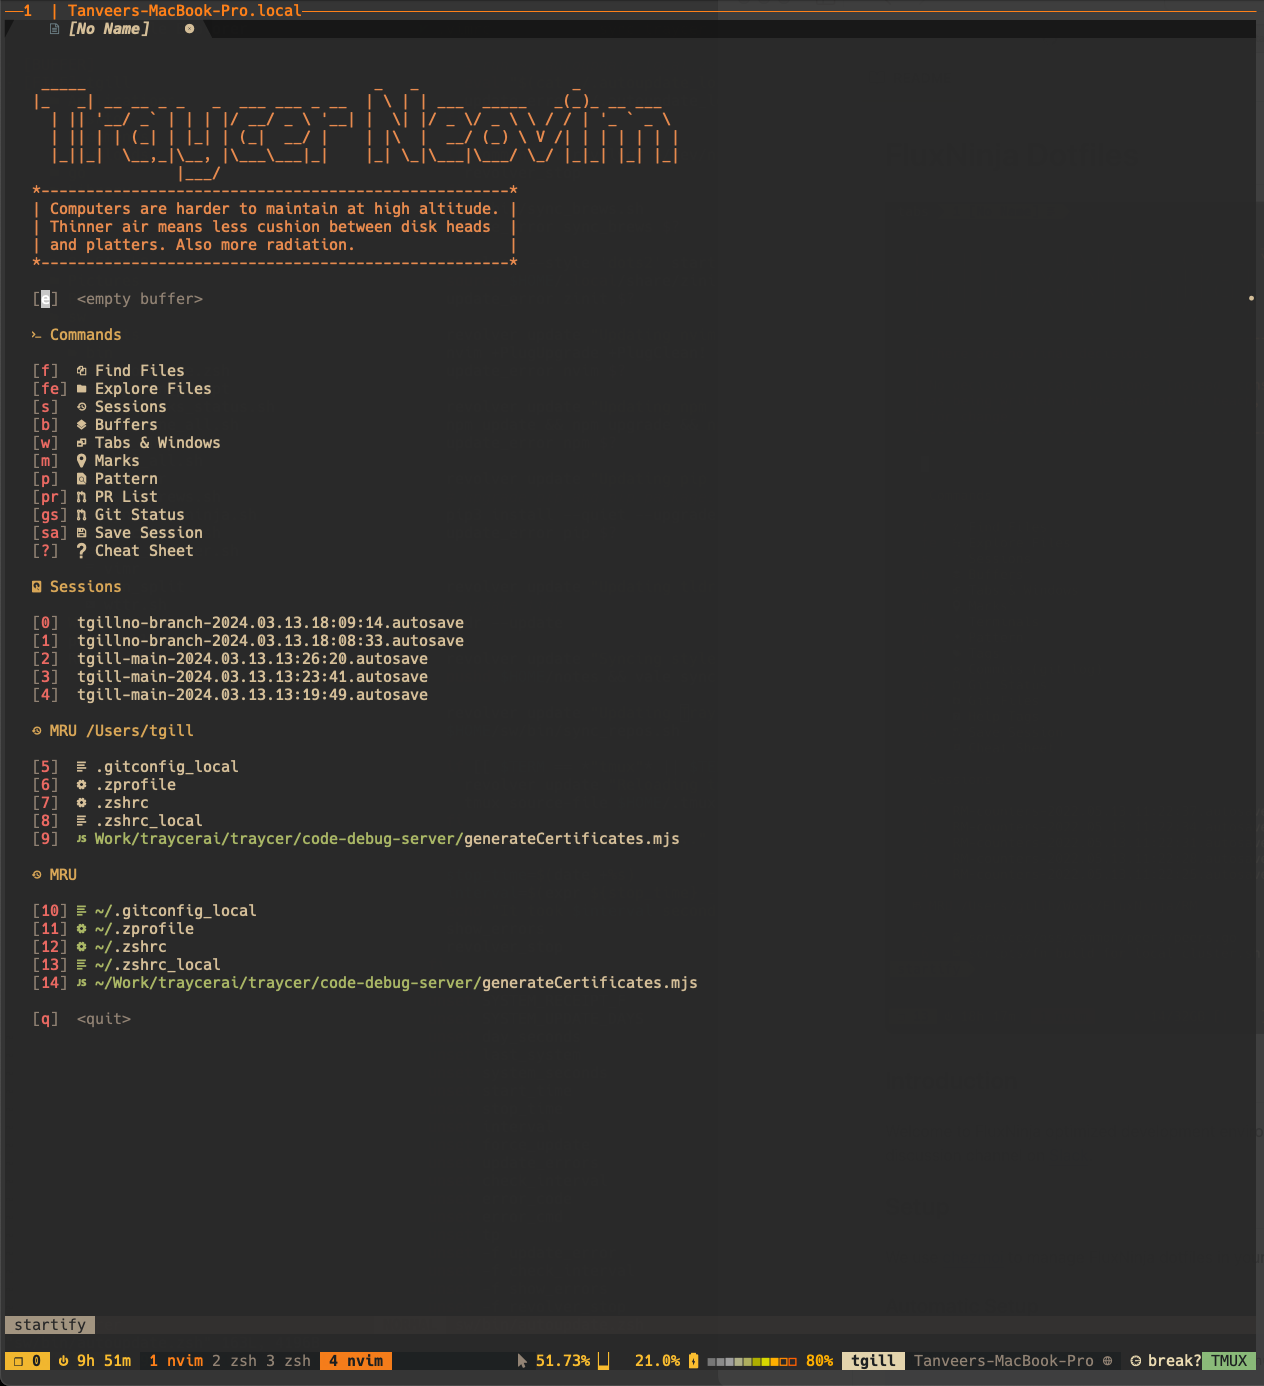 1 | Tanveers-MacBook-Pro.local
[No Name]
Traycer Neovim
*----------------------------------------------------*
| Computers are harder to maintain at high altitude. |
| Thinner air means less cushion between disk heads |
| and platters. Also more radiation. |
*----------------------------------------------------*
[e] <empty buffer>
Commands
[f] Find Files
[fe] Explore Files
[s] Sessions
[b] Buffers
[w] Tabs & Windows
[m] Marks
[p] Pattern
[pr] PR List
[gs] Git Status
[sa] Save Session
[?] Cheat Sheet
Sessions
[0] tgillno-branch-2024.03.13.18:09:14.autosave
[1] tgillno-branch-2024.03.13.18:08:33.autosave
[2] tgill-main-2024.03.13.13:26:20.autosave
[3] tgill-main-2024.03.13.13:23:41.autosave
[4] tgill-main-2024.03.13.13:19:49.autosave
MRU /Users/tgill
[5] .gitconfig_local
[6] .zprofile
[7] .zshrc
[8] .zshrc_local
[9] JS Work/traycerai/traycer/code-debug-server/generateCertificates.mjs
MRU
[10] ~/.gitconfig_local
[11] ~/.zprofile
[12] ~/.zshrc
[13] ~/.zshrc_local
[14] JS ~/Work/traycerai/traycer/code-debug-server/generateCertificates.mjs
[q] <quit>
startify
0 9h 51m 1 nvim 2 zsh 3 zsh 4 nvim 51.73% 21.0% 80% tgill Tanveers-MacBook-Pro break? TMUX